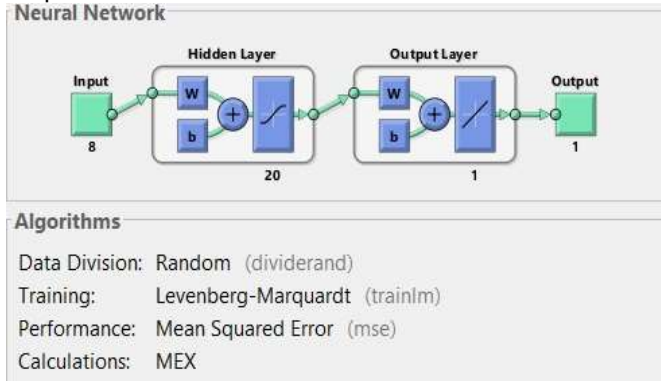 Neural Network
Hidden Layer Output Layer
Input Output
W W
b b
8 20 1 1
Algorithms
Data Division: Random (dividerand)
Training: Levenberg-Marquardt (trainlm)
Performance: Mean Squared Error (mse)
Calculations: MEX